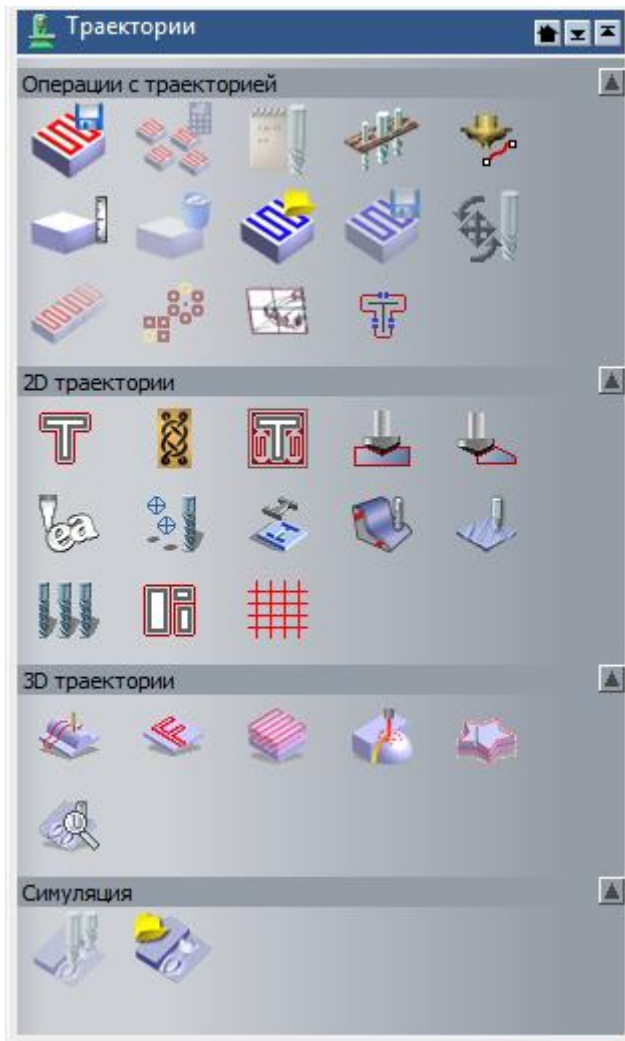 Траектории
Операции с траекторией
2D траектории
3D траектории
Симуляция